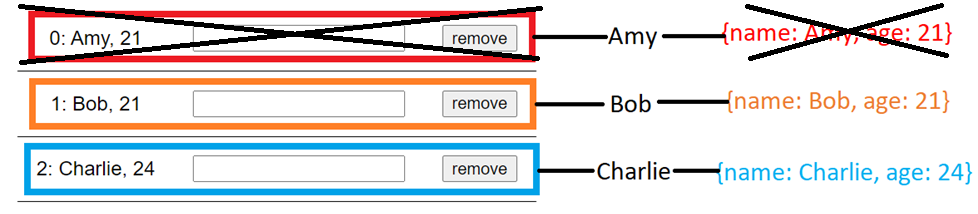 0: Amy, 21 remove Amy {name: Amy, age: 21}
1: Bob, 21 remove Bob {name: Bob, age: 21}
2: Charlie, 24 remove Charlie {name: Charlie, age: 24}